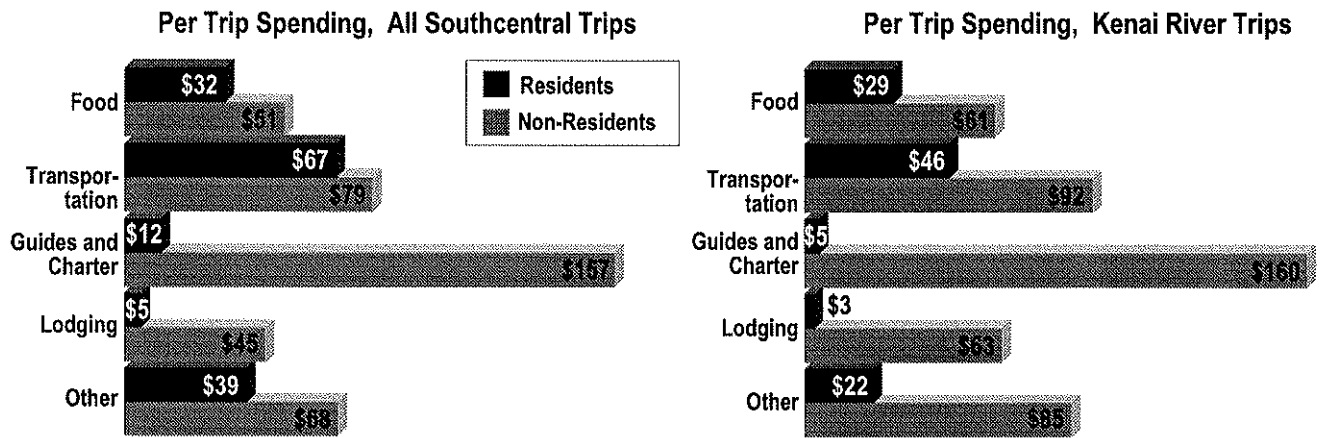 Per Trip Spending, All Southcentral Trips
Residents
Non-Residents
Food
$32
$51
Transpor-
tation
$67
$79
Guides and
Charter
$12
$157
Lodging
$5
$45
Other
$39
$68
Per Trip Spending, Kenai River Trips
Food
$29
$61
Transpor-
tation
$46
$92
Guides and
Charter
$5
$160
Lodging
$3
$63
Other
$22
$85